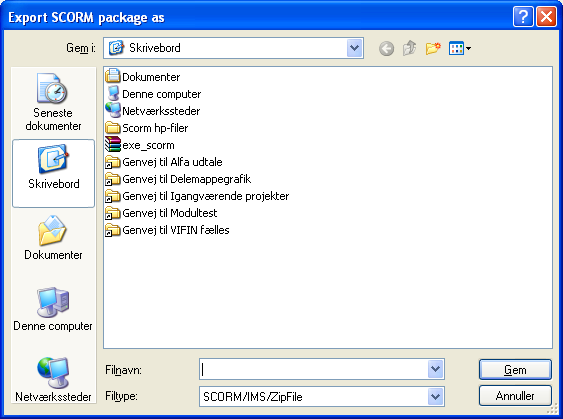 Export SCORM package as
Gem i:
Skrivebord
Seneste
dokumenter
Skrivebord
Dokumenter
Denne computer
Netværkssteder
Dokumenter
Denne computer
Netværkssteder
Scorm hp-filer
exe_scorm
Genvej til Alfa udtale
Genvej til Delemappegrafik
Genvej til Igangværende projekter
Genvej til Modultest
Genvej til VIFIN fælles
Filnavn:
Gem
Filtype:
SCORM/IMS/ZipFile
Annuller